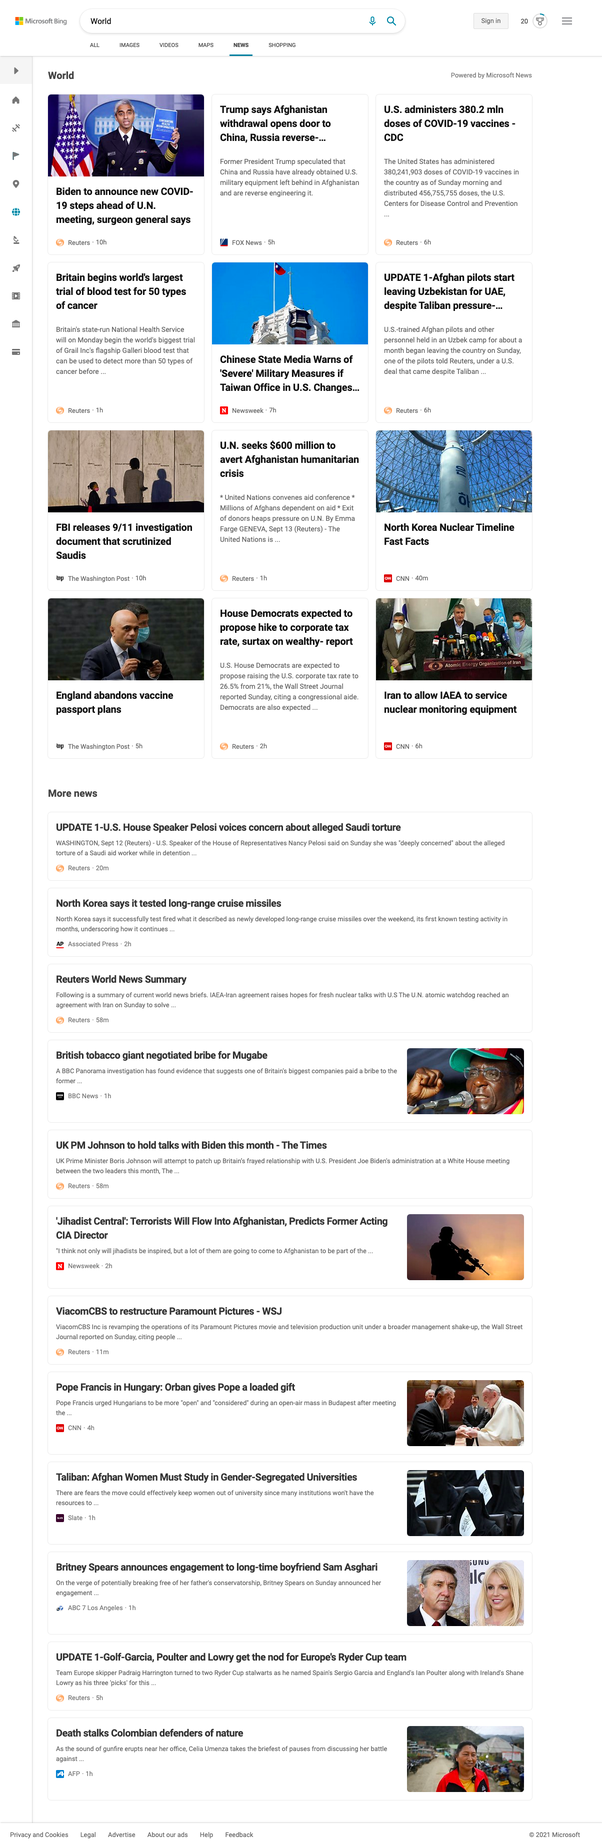 Microsoft Bing
World
Sign in
20
ALL
IMAGES
VIDEOS
MAPS
NEWS
SHOPPING
World
Powered by Microsoft News
Biden to announce new COVID-
19 steps ahead of U.N.
meeting, surgeon general says
Reuters · 10h
Trump says Afghanistan
withdrawal opens door to
China, Russia reverse-...
Former President Trump speculated that
China and Russia have already obtained U.S.
military equipment left behind in Afghanistan
and are reverse engineering it.
FOX News · 5h
U.S. administers 380.2 mln
doses of COVID-19 vaccines -
CDC
The United States has administered
380,241,903 doses of COVID-19 vaccines in
the country as of Sunday morning and
distributed 456,755,755 doses, the U.S.
Centers for Disease Control and Prevention
...
Reuters · 6h
Britain begins world's largest
trial of blood test for 50 types
of cancer
Britain's state-run National Health Service
will on Monday begin the world's biggest trial
of Grail Inc's flagship Galleri blood test that
can be used to detect more than 50 types of
cancer before ...
Reuters · 1h
Chinese State Media Warns of
'Severe' Military Measures if
Taiwan Office in U.S. Changes...
Newsweek · 7h
UPDATE 1-Afghan pilots start
leaving Uzbekistan for UAE,
despite Taliban pressure-...
U.S.-trained Afghan pilots and other
personnel held in an Uzbek camp for about a
month began leaving the country on Sunday,
one of the pilots told Reuters, under a U.S.
deal that came despite Taliban ...
Reuters · 6h
FBI releases 9/11 investigation
document that scrutinized
Saudis
The Washington Post · 10h
U.N. seeks $600 million to
avert Afghanistan humanitarian
crisis
* United Nations convenes aid conference *
Millions of Afghans dependent on aid * Exit
of donors heaps pressure on U.N. By Emma
Farge GENEVA, Sept 13 (Reuters) - The
United Nations is ...
Reuters · 1h
North Korea Nuclear Timeline
Fast Facts
CNN · 40m
England abandons vaccine
passport plans
The Washington Post · 5h
House Democrats expected to
propose hike to corporate tax
rate, surtax on wealthy- report
U.S. House Democrats are expected to
propose raising the U.S. corporate tax rate to
26.5% from 21%, the Wall Street Journal
reported Sunday, citing a congressional aide.
Democrats are also expected ...
Reuters · 2h
Atomic Energy Organization of Iran
Iran to allow IAEA to service
nuclear monitoring equipment
CNN · 6h
More news
UPDATE 1-U.S. House Speaker Pelosi voices concern about alleged Saudi torture
WASHINGTON, Sept 12 (Reuters) - U.S. Speaker of the House of Representatives Nancy Pelosi said on Sunday she was "deeply concerned" about the alleged
torture of a Saudi aid worker while in detention ...
Reuters · 20m
North Korea says it tested long-range cruise missiles
North Korea says it successfully test fired what it described as newly developed long-range cruise missiles over the weekend, its first known testing activity in
months, underscoring how it continues ...
Associated Press · 2h
Reuters World News Summary
Following is a summary of current world news briefs. IAEA-Iran agreement raises hopes for fresh nuclear talks with U.S The U.N. atomic watchdog reached an
agreement with Iran on Sunday to solve ...
Reuters · 58m
British tobacco giant negotiated bribe for Mugabe
A BBC Panorama investigation has found evidence that suggests one of Britain's biggest companies paid a bribe to the
former ...
BBC News · 1h
UK PM Johnson to hold talks with Biden this month - The Times
UK Prime Minister Boris Johnson will attempt to patch up Britain's frayed relationship with U.S. President Joe Biden's administration at a White House meeting
between the two leaders this month, The ...
Reuters · 58m
'Jihadist Central': Terrorists Will Flow Into Afghanistan, Predicts Former Acting
CIA Director
"I think not only will jihadists be inspired, but a lot of them are going to come to Afghanistan to be part of the ...
Newsweek · 2h
ViacomCBS to restructure Paramount Pictures - WSJ
ViacomCBS Inc is revamping the operations of its Paramount Pictures movie and television production unit under a broader management shake-up, the Wall Street
Journal reported on Sunday, citing people ...
Reuters · 11m
Pope Francis in Hungary: Orban gives Pope a loaded gift
Pope Francis urged Hungarians to be more "open" and "considered" during an open-air mass in Budapest after meeting
the ...
CNN · 4h
Taliban: Afghan Women Must Study in Gender-Segregated Universities
There are fears the move could effectively keep women out of university since many institutions won't have the
resources to ...
Slate · 1h
Britney Spears announces engagement to long-time boyfriend Sam Asghari
On the verge of potentially breaking free of her father's conservatorship, Britney Spears on Sunday announced her
engagement ...
ABC 7 Los Angeles · 1h
UPDATE 1-Golf-Garcia, Poulter and Lowry get the nod for Europe's Ryder Cup team
Team Europe skipper Padraig Harrington turned to two Ryder Cup stalwarts as he named Spain's Sergio Garcia and England's Ian Poulter along with Ireland's Shane
Lowry as his three 'picks' for this ...
Reuters · 5h
Death stalks Colombian defenders of nature
As the sound of gunfire erupts near her office, Celia Umenza takes the briefest of pauses from discussing her battle
against ...
AFP · 1h
Privacy and Cookies
Legal
Advertise
About our ads
Help
Feedback
© 2021 Microsoft